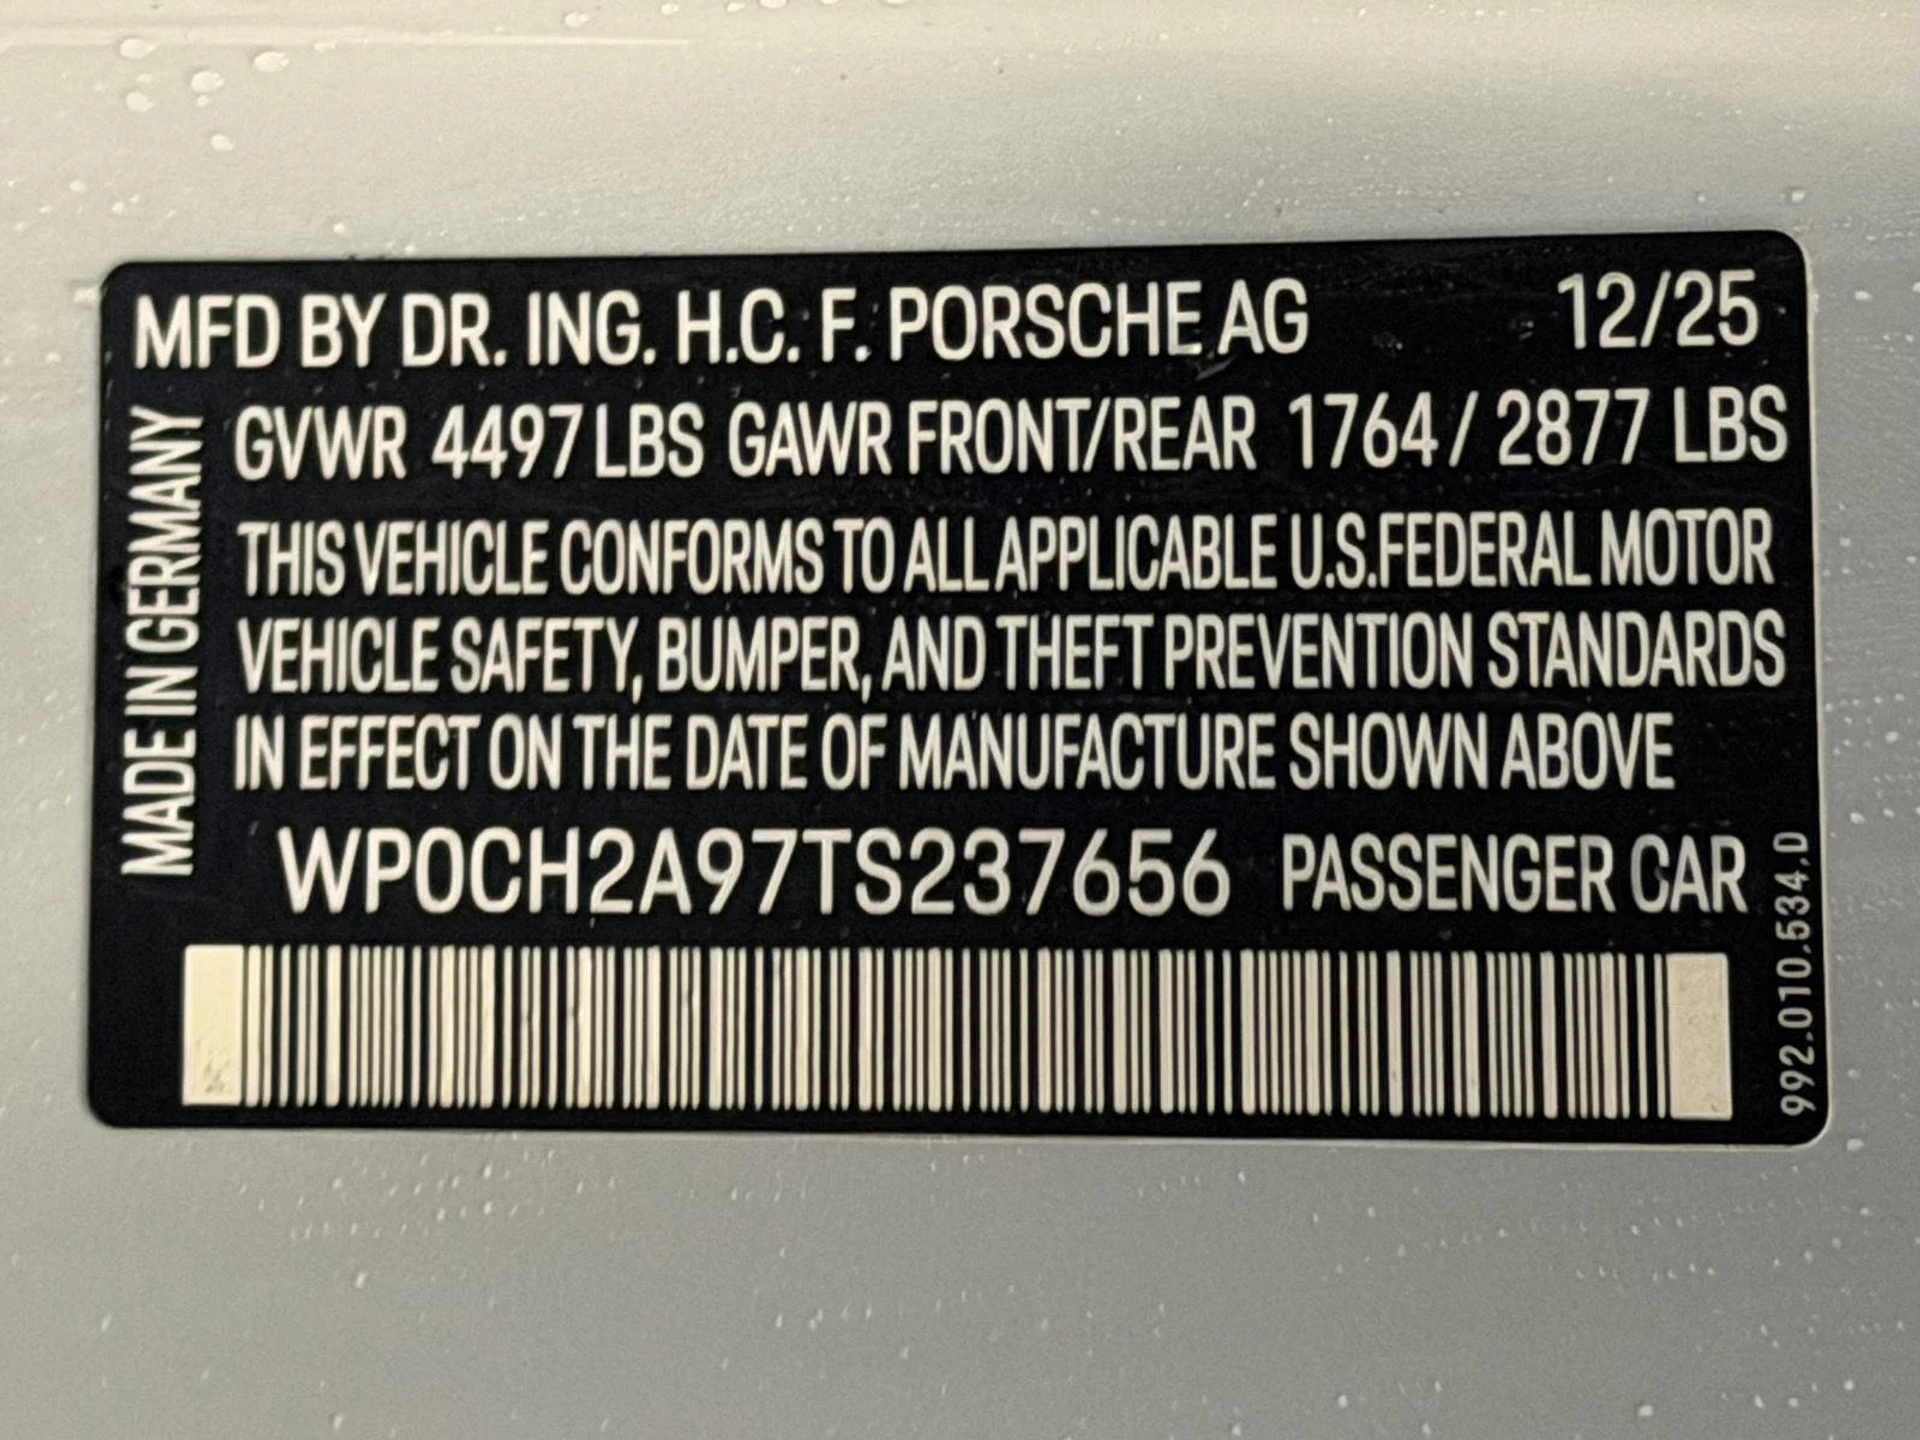 MFD BY DR. ING. H.C. F. PORSCHE AG 12/25
GVWR 4497 LBS GAWR FRONT/REAR 1764 / 2877 LBS
THIS VEHICLE CONFORMS TO ALL APPLICABLE U.S.FEDERAL MOTOR
VEHICLE SAFETY, BUMPER, AND THEFT PREVENTION STANDARDS
IN EFFECT ON THE DATE OF MANUFACTURE SHOWN ABOVE
WP0CH2A97TS237656 PASSENGER CAR
MADE IN GERMANY
992.010.534.D